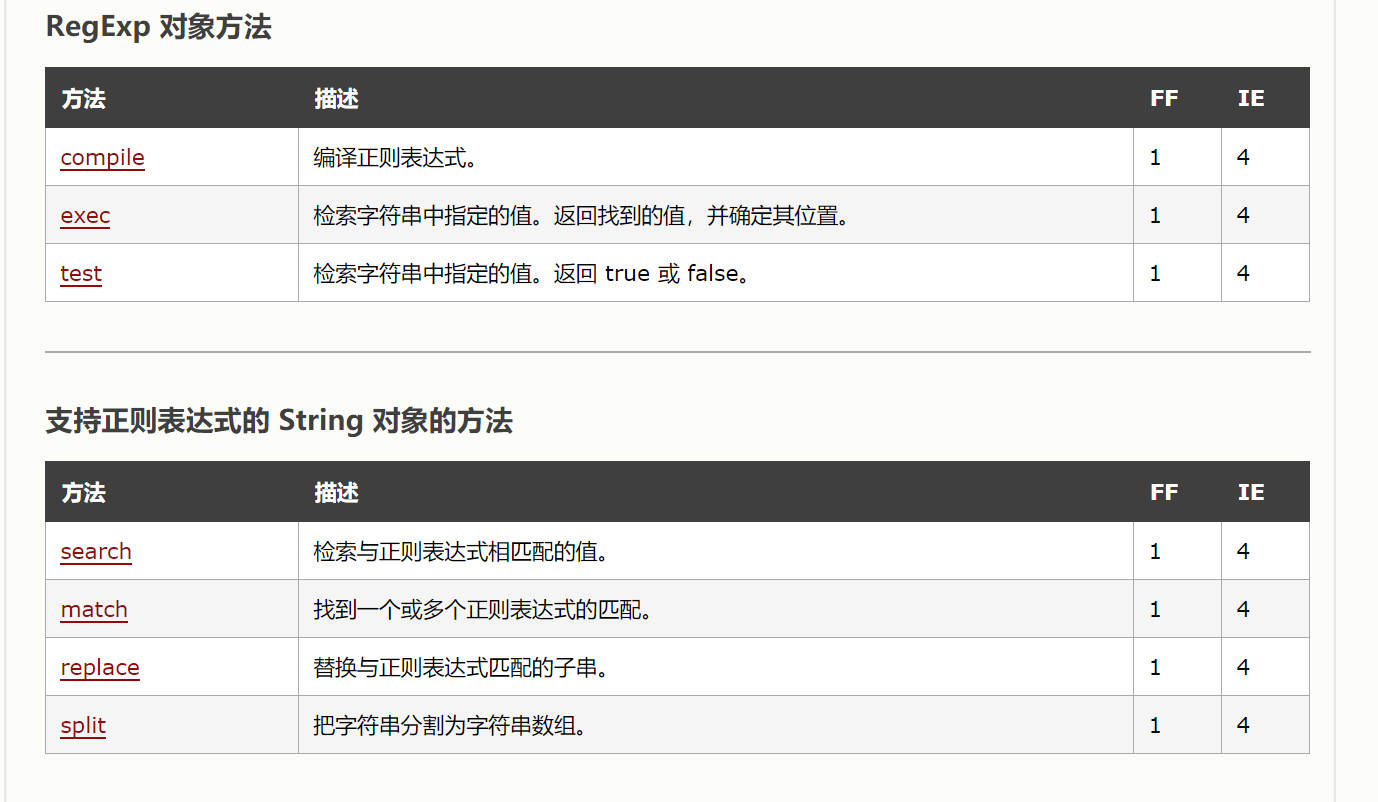 RegExp 对象方法
方法 描述 FF IE
compile 编译正则表达式。 1 4
exec 检索字符串中指定的值。返回找到的值，并确定其位置。 1 4
test 检索字符串中指定的值。返回 true 或 false。 1 4
支持正则表达式的 String 对象的方法
方法 描述 FF IE
search 检索与正则表达式相匹配的值。 1 4
match 找到一个或多个正则表达式的匹配。 1 4
replace 替换与正则表达式匹配的子串。 1 4
split 把字符串分割为字符串数组。 1 4